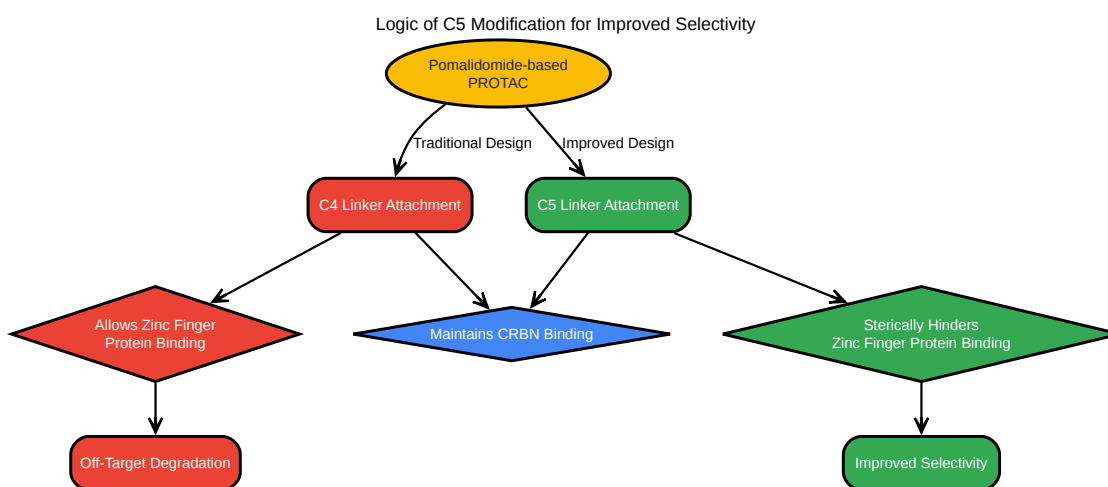 Logic of C5 Modification for Improved Selectivity
Pomalidomide-based
PROTAC
Traditional Design
Improved Design
C4 Linker Attachment
C5 Linker Attachment
Allows Zinc Finger
Protein Binding
Maintains CRBN Binding
Sterically Hinders
Zinc Finger Protein Binding
Off-Target Degradation
Improved Selectivity